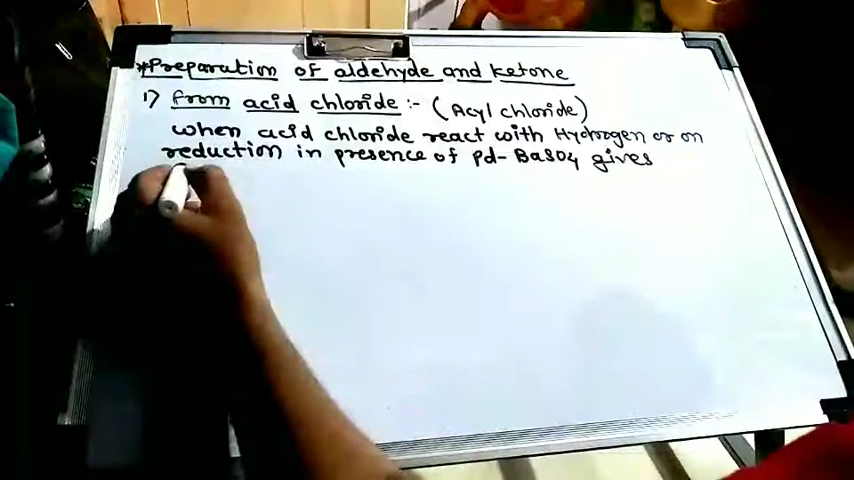 *Preparation of aldehyde and ketone
1) from acid chloride :- (Acyl chloride)
when acid chloride react with Hydrogen or on
reduction in presence of Pd-BaSO4 gives